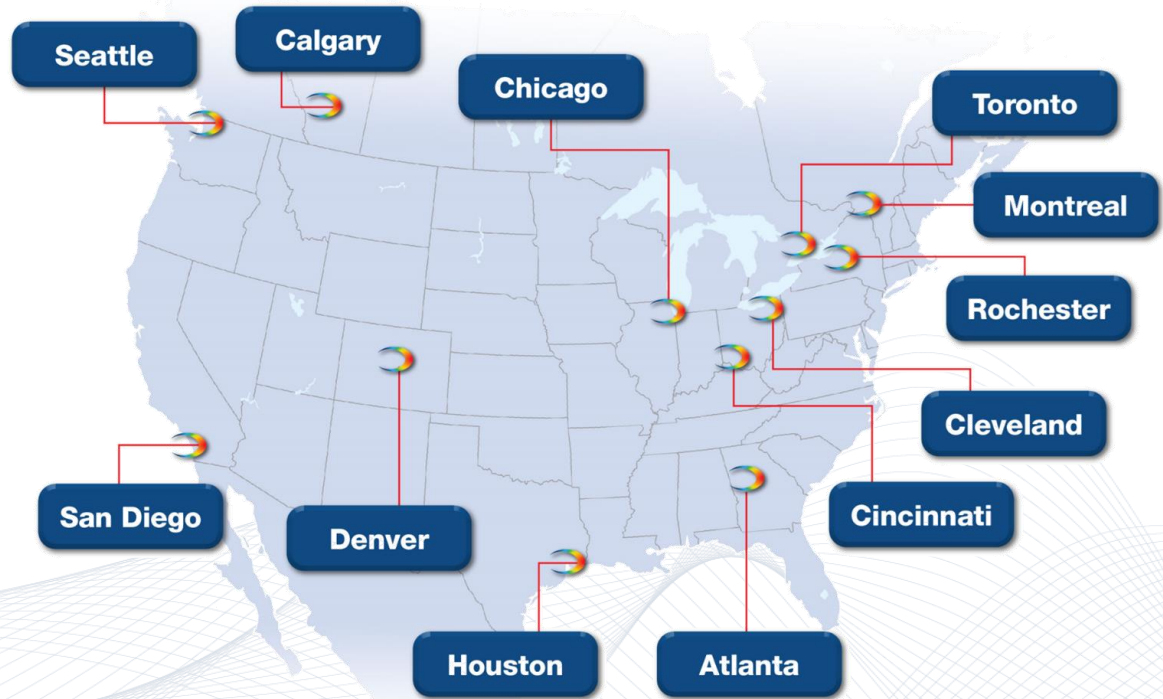 Seattle
Calgary
Chicago
Toronto
Montreal
Rochester
Cleveland
Cincinnati
San Diego
Denver
Houston
Atlanta